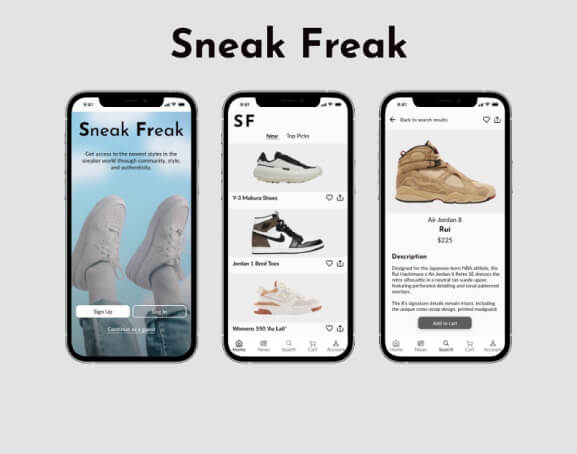 Sneak Freak
9:41
Sneak Freak
Get access to the newest styles in the
sneaker world through community, style,
and authenticity.
Sign Up
Log In
Continue as a guest
9:41
SF
New
Top Picks
Y-3 Makura Shoes
Jordan 1 Brnd Toes
Womens 550 'Au Lait'
Home
News
Search
Cart
Account
9:41
Back to search results
Air Jordan 8
Rui
$225
Description
Designed for the Japanese-born NBA athlete, the
Rui Hachimura x Air Jordan 8 Retro SE dresses the
retro silhouette in a neutral tan suede upper,
featuring perforated detailing and tonal patterned
overlays.
The 8's signature details remain intact, including
the unique cross-strap design, printed mudguard,
Add to cart
Home
News
Search
Cart
Account